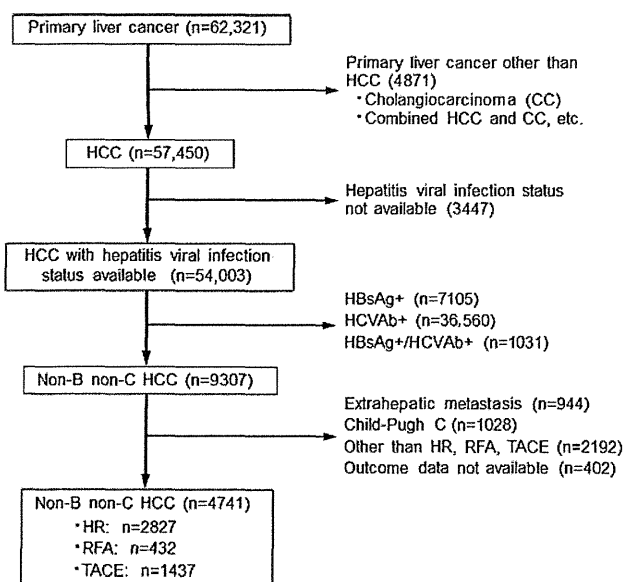 Primary liver cancer (n=62,321)
Primary liver cancer other than
HCC (4871)
・Cholangiocarcinoma (CC)
・Combined HCC and CC, etc.
HCC (n=57,450)
Hepatitis viral infection status
not available (3447)
HCC with hepatitis viral infection
status available (n=54,003)
HBsAg+ (n=7105)
HCVAb+ (n=36,560)
HBsAg+/HCVAb+ (n=1031)
Non-B non-C HCC (n=9307)
Extrahepatic metastasis (n=944)
Child-Pugh C (n=1028)
Other than HR, RFA, TACE (n=2192)
Outcome data not available (n=402)
Non-B non-C HCC (n=4741)
・HR: n=2827
・RFA: n=432
・TACE: n=1437